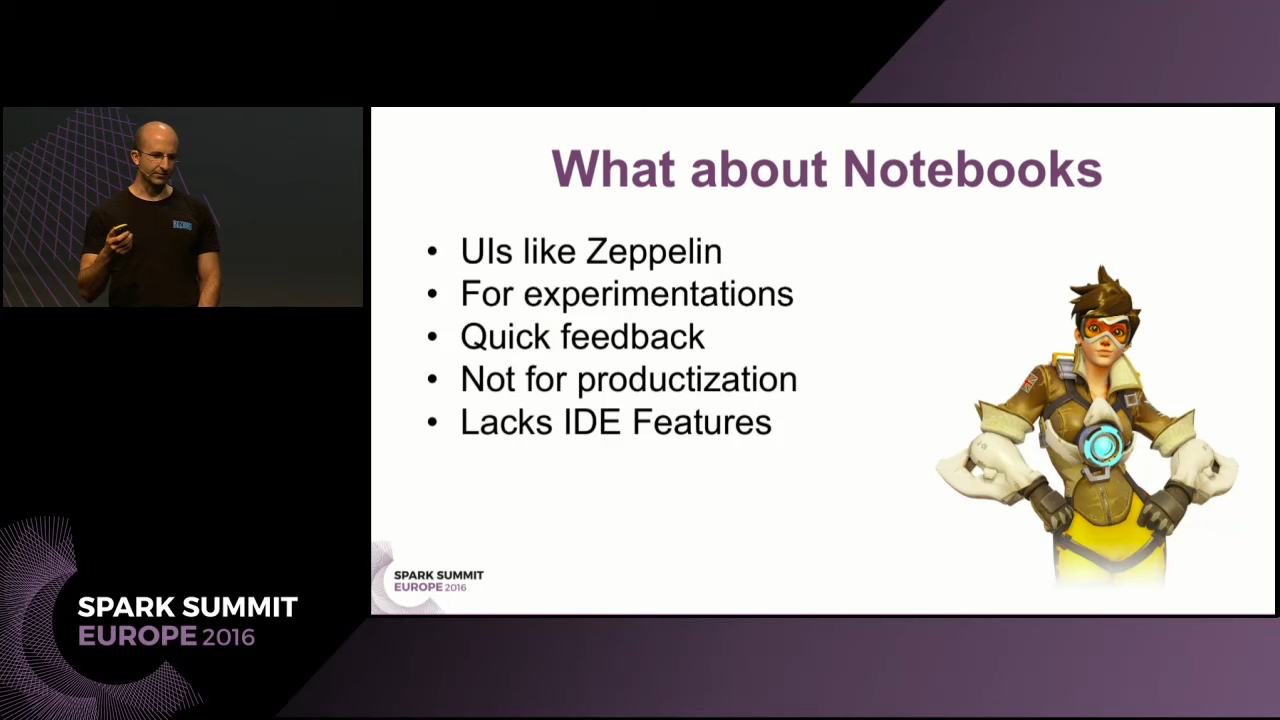 What about Notebooks
• UIs like Zeppelin
• For experimentations
• Quick feedback
• Not for productization
• Lacks IDE Features
SPARK SUMMIT
EUROPE 2016
BLIZZARD
SPARK SUMMIT
EUROPE 2016